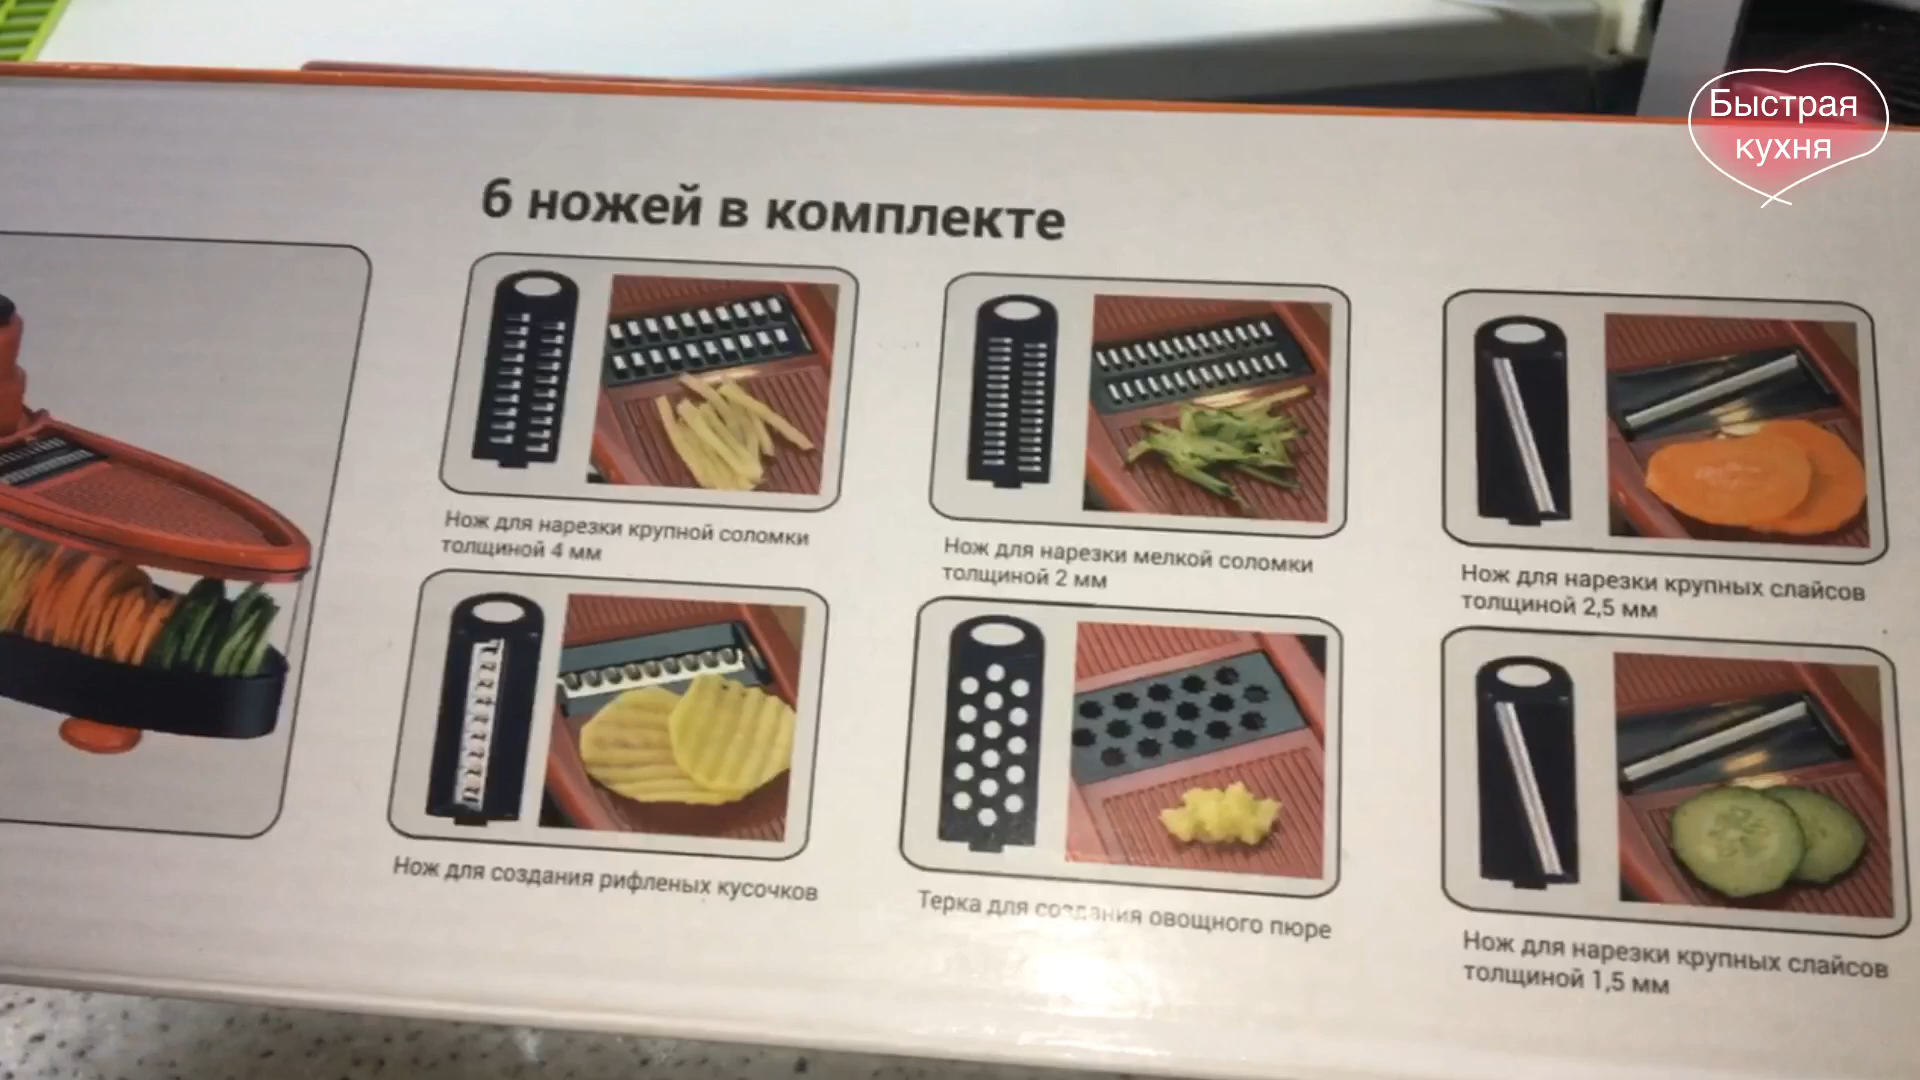 Быстрая
кухня
6 ножей в комплекте
Нож для нарезки крупной соломки
толщиной 4 мм
Нож для нарезки мелкой соломки
толщиной 2 мм
Нож для нарезки крупных слайсов
толщиной 2,5 мм
Нож для создания рифленых кусочков
Терка для создания овощного пюре
Нож для нарезки крупных слайсов
толщиной 1,5 мм